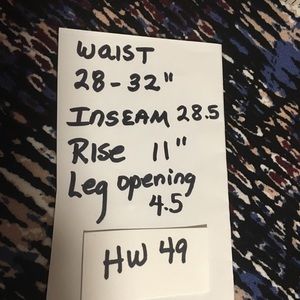 WAIST
28-32"
INSEAM 28.5
RISE 11"
Leg opening
4.5
HW 49